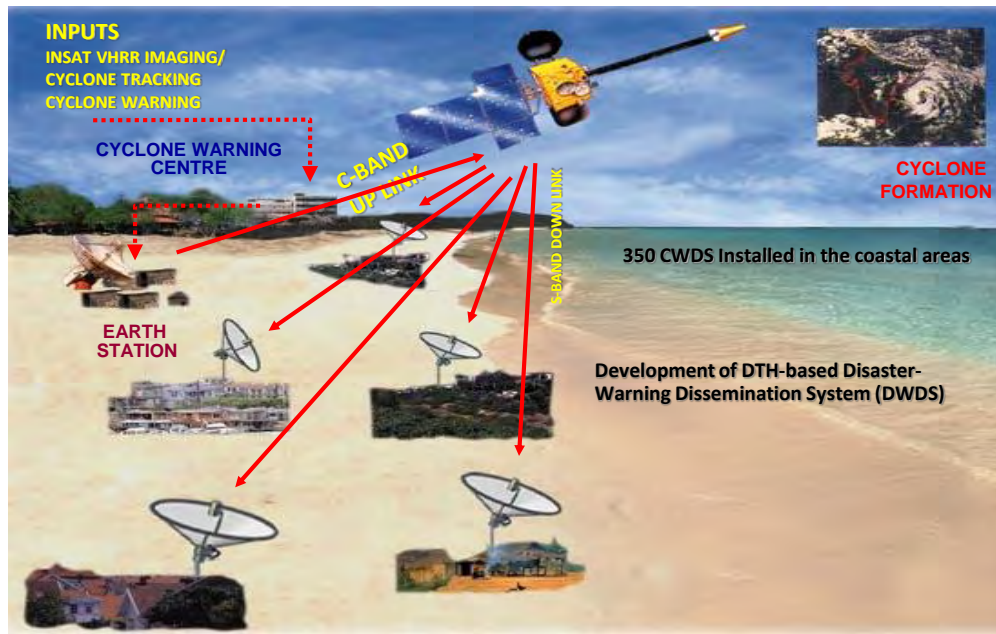 INPUTS
INSAT VHRR IMAGING/
CYCLONE TRACKING
CYCLONE WARNING
CYCLONE WARNING
CENTRE
C-BAND
UP LINK
CYCLONE
FORMATION
S-BAND DOWN LINK
350 CWDS Installed in the coastal areas
EARTH
STATION
Development of DTH-based Disaster-
Warning Dissemination System (DWDS)